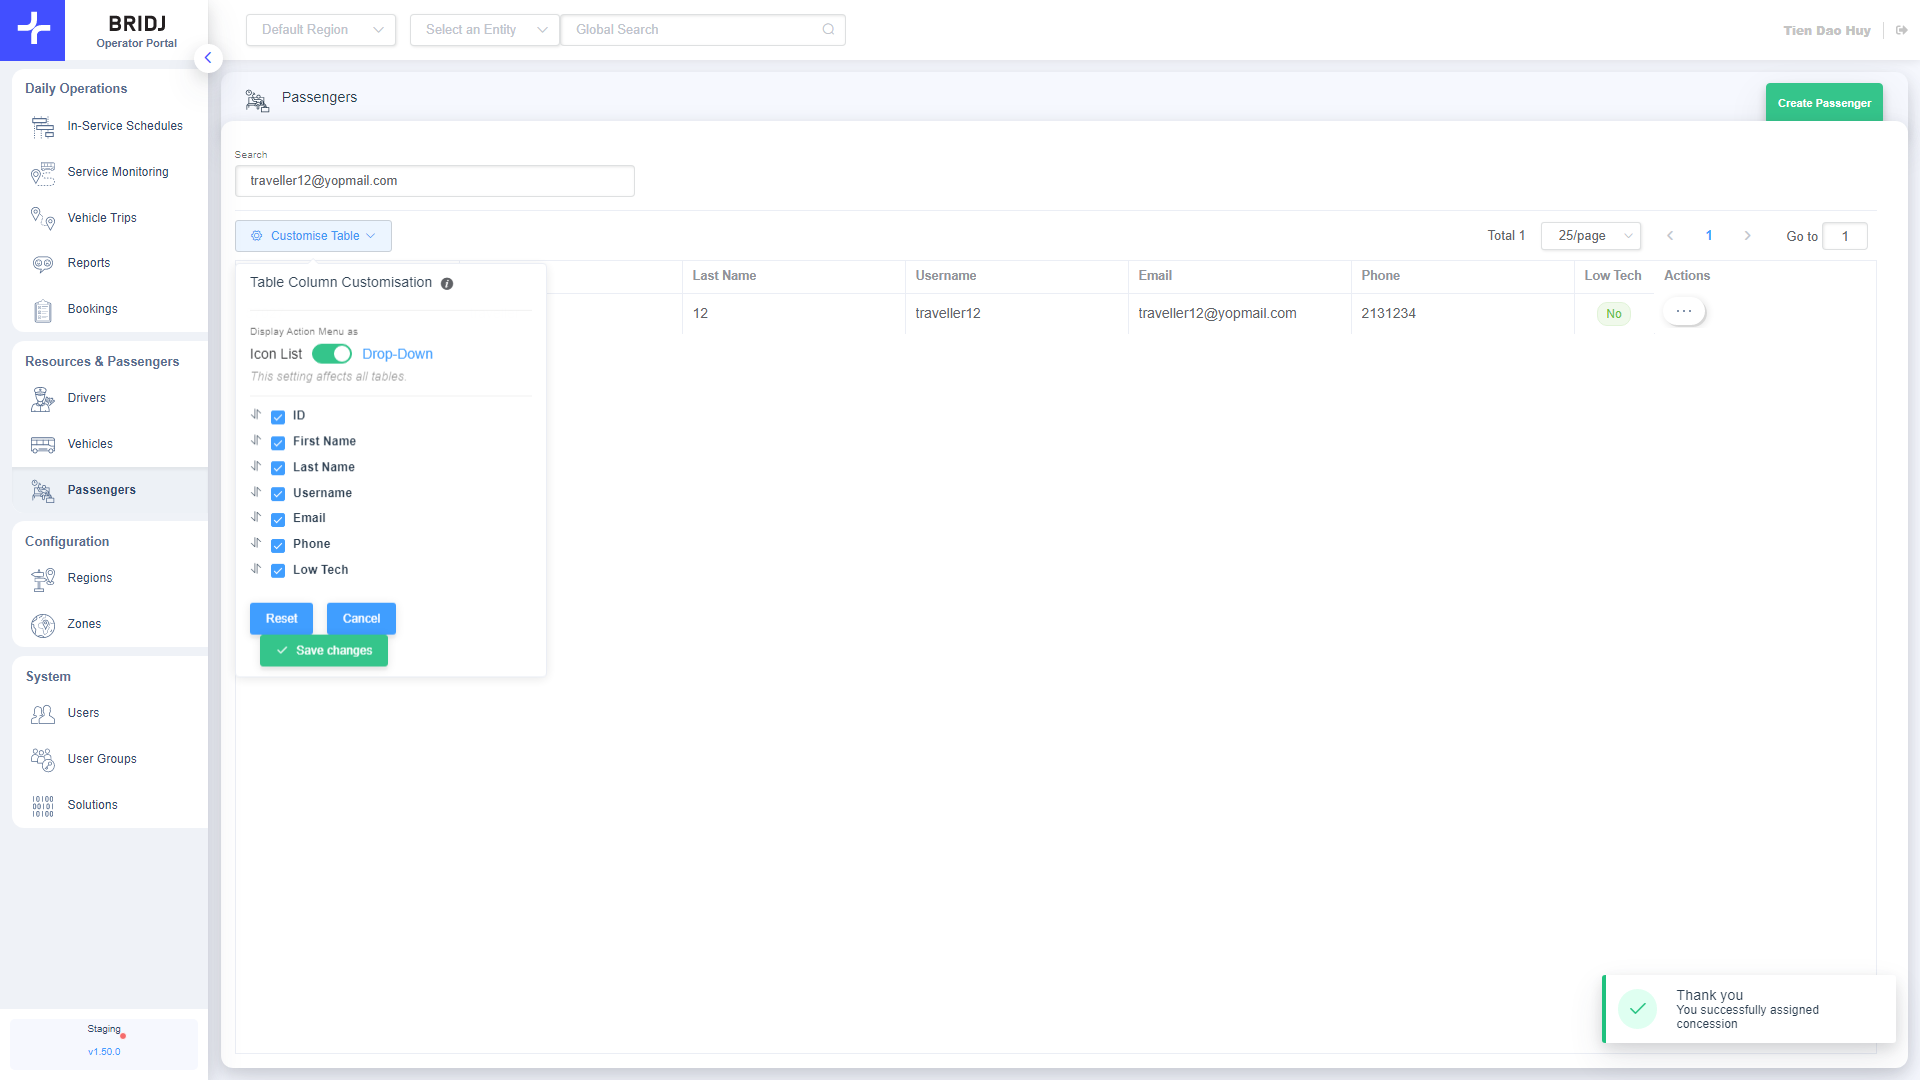 BRIDJ
Operator Portal
Default Region
Select an Entity
Global Search
Tien Dao Huy
Daily Operations
In-Service Schedules
Service Monitoring
Vehicle Trips
Reports
Bookings
Resources & Passengers
Drivers
Vehicles
Passengers
Configuration
Regions
Zones
System
Users
User Groups
Solutions
Staging
v1.50.0
Passengers
Create Passenger
Search
traveller12@yopmail.com
Customise Table
Total 1
25/page
1
Go to
1
Last Name
Username
Email
Phone
Low Tech
Actions
12
traveller12
traveller12@yopmail.com
2131234
No
Table Column Customisation
Display Action Menu as
Icon List
Drop-Down
This setting affects all tables.
ID
First Name
Last Name
Username
Email
Phone
Low Tech
Reset
Cancel
Save changes
Thank you
You successfully assigned
concession